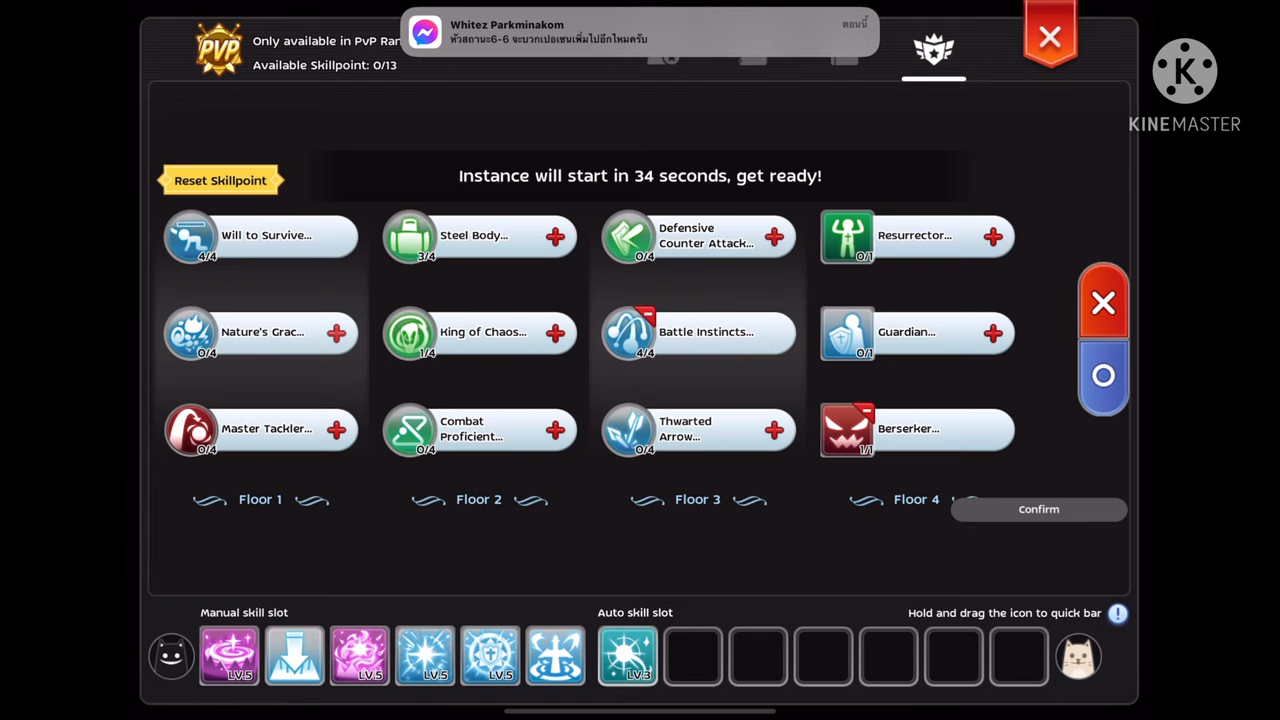 Whitez Parkminakom
ตอนนี้
หัวสถานะ6-6 จะบวกเปอเซนเพิ่มไปอีกไหมครับ
PVP
Only available in PvP Ran
Available Skillpoint: 0/13
K
KINEMASTER
Reset Skillpoint
Instance will start in 34 seconds, get ready!
Will to Survive...
4/4
Steel Body...
3/4
Defensive
Counter Attack...
0/4
Resurrector...
0/1
Nature's Grac...
0/4
King of Chaos...
1/4
Battle Instincts...
4/4
Guardian...
0/1
Master Tackler...
0/4
Combat
Proficient...
0/4
Thwarted
Arrow...
0/4
Berserker...
1/1
Floor 1
Floor 2
Floor 3
Floor 4
Confirm
Manual skill slot
Auto skill slot
Hold and drag the icon to quick bar
LV.5
LV.5
LV.5
LV.5
LV.3